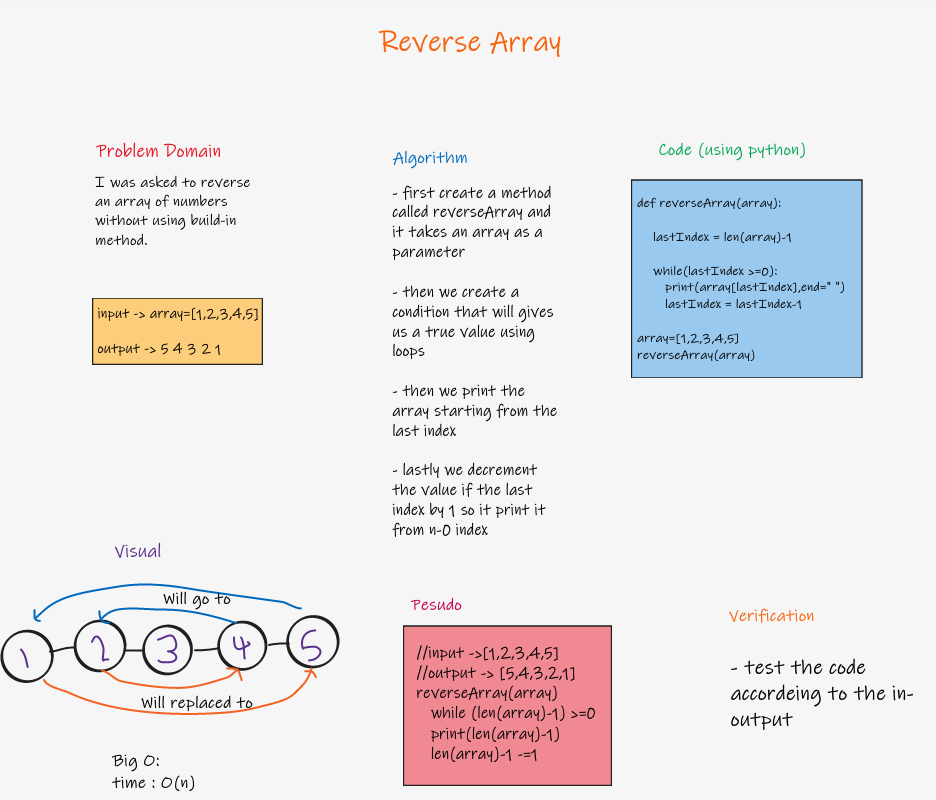 Reverse Array
Problem Domain
I was asked to reverse
an array of numbers
without using build-in
method.
input -> array=[1,2,3,4,5]
output -> 5 4 3 2 1
Algorithm
- first create a method
called reverseArray and
it takes an array as a
parameter
- then we create a
condition that will gives
us a true value using
loops
- then we print the
array starting from the
last index
- lastly we decrement
the value if the last
index by 1 so it print it
from n-0 index
Code (using python)
def reverseArray(array):
lastIndex = len(array)-1
while(lastIndex >=0):
print(array[lastIndex],end=" ")
lastIndex = lastIndex-1
array=[1,2,3,4,5]
reverseArray(array)
Visual
Will go to
1 2 3 4 5
Will replaced to
Big O:
time : O(n)
Pesudo
//input ->[1,2,3,4,5]
//output -> [5,4,3,2,1]
reverseArray(array)
while (len(array)-1) >=0
print(len(array)-1)
len(array)-1 -=1
Verification
- test the code
accordeing to the in-
output